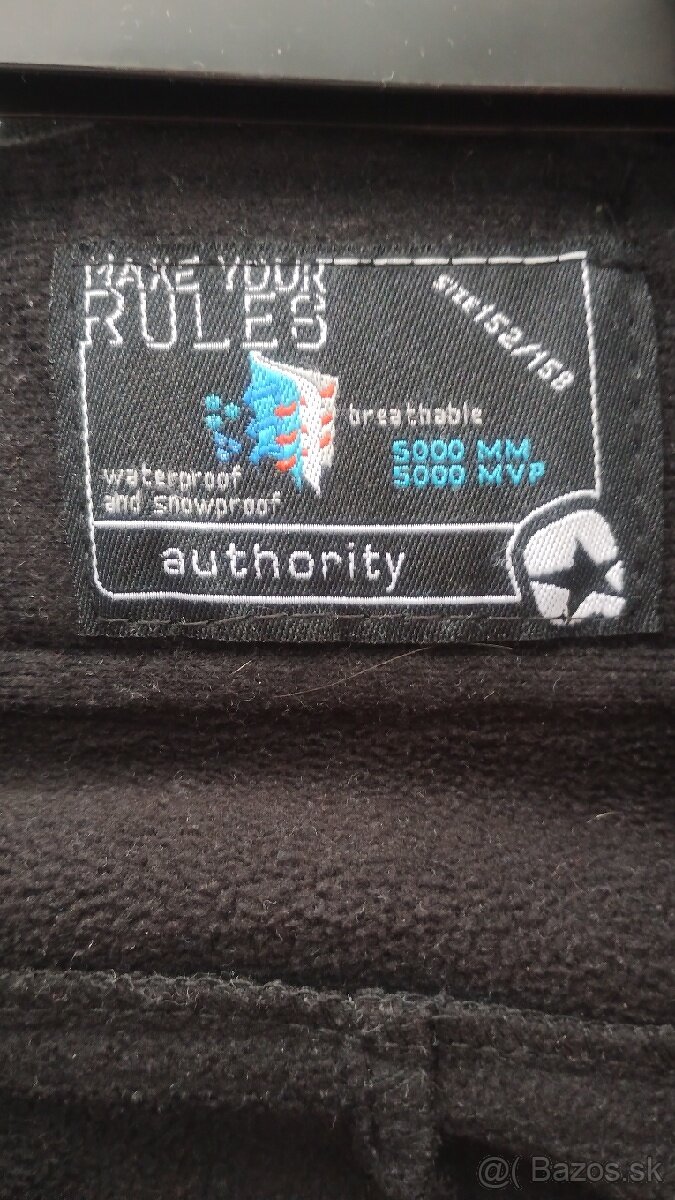 MAKE YOUR
RULES
size 152/158
breathable
5000 MM
5000 MVP
waterproof
and snowproof
authority
@( Bazos.sk